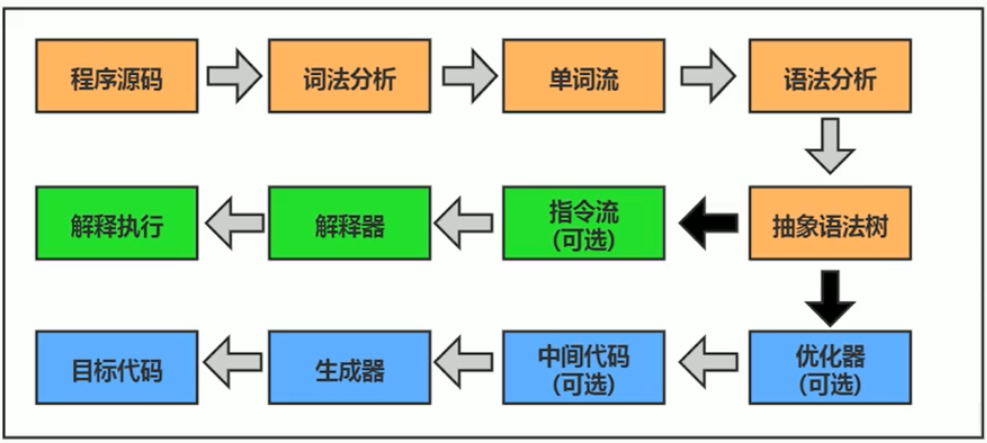 程序源码
词法分析
单词流
语法分析
解释执行
解释器
指令流
(可选)
抽象语法树
目标代码
生成器
中间代码
(可选)
优化器
(可选)